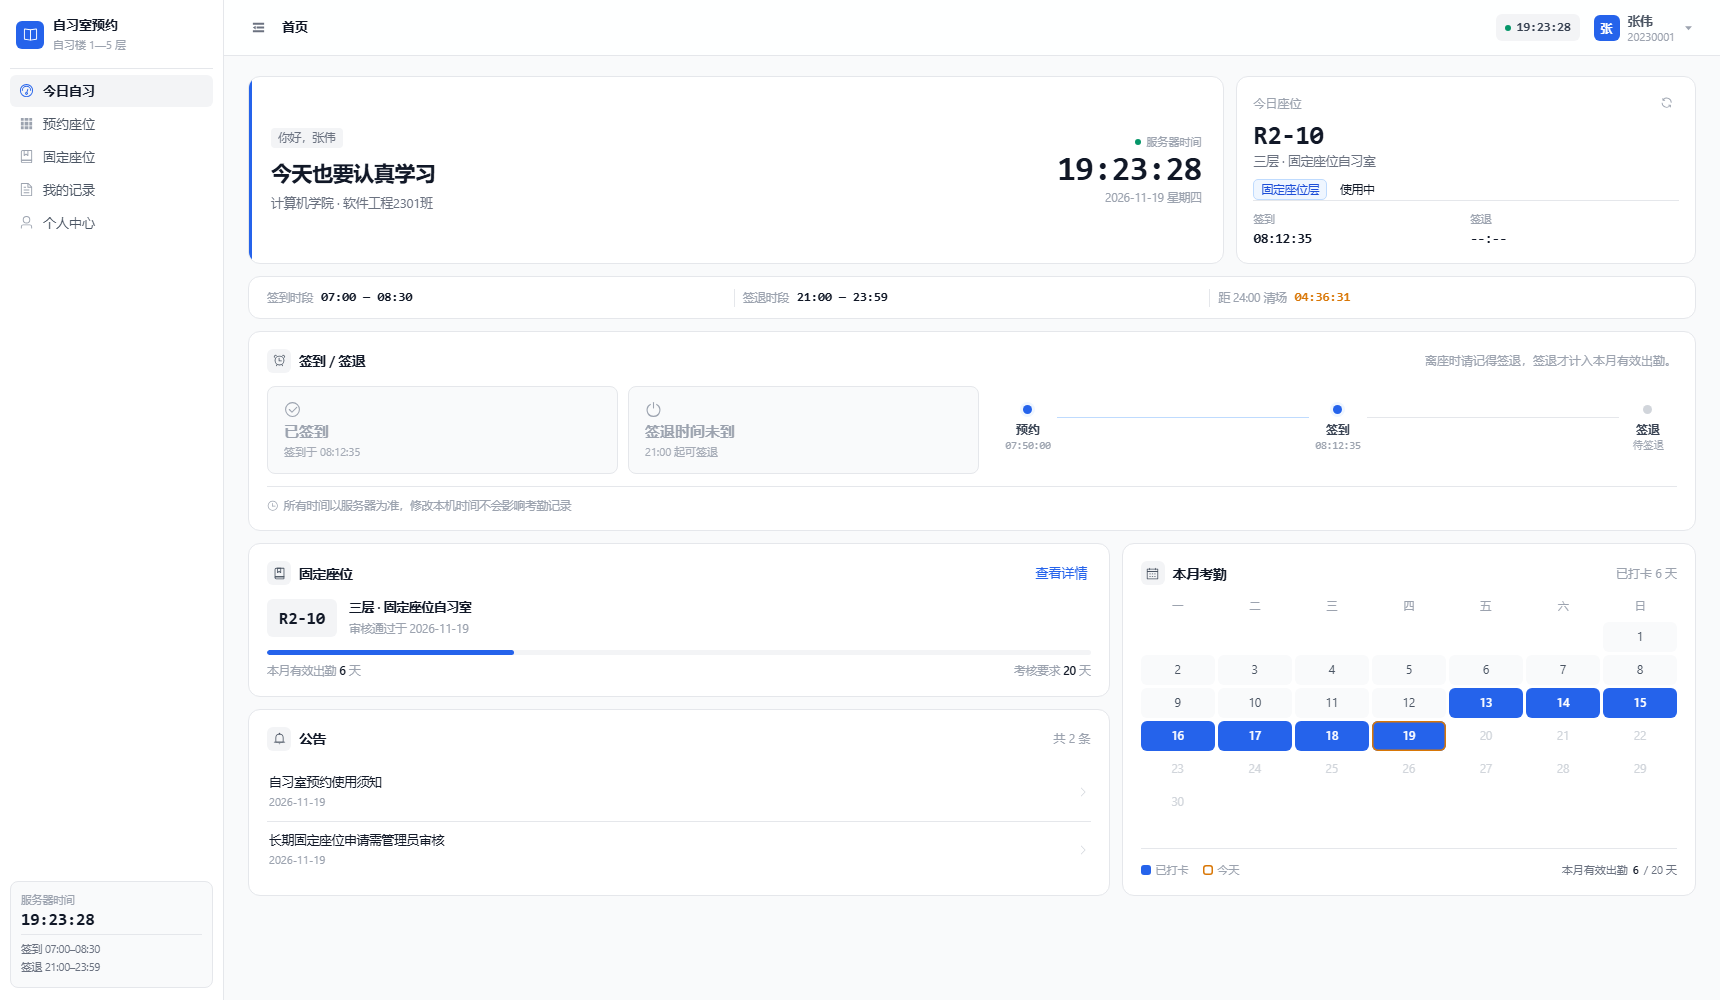 自习室预约
自习楼 1—5 层
今日自习
预约座位
固定座位
我的记录
个人中心
服务器时间
19:23:28
签到 07:00–08:30
签退 21:00–23:59
首页
19:23:28
张
张伟
20230001
你好，张伟
今天也要认真学习
计算机学院 · 软件工程2301班
服务器时间
19:23:28
2026-11-19 星期四
今日座位
R2-10
三层 · 固定座位自习室
固定座位层 使用中
签到 签退
08:12:35 --:--
签到时段 07:00 — 08:30 签退时段 21:00 — 23:59 距 24:00 清场 04:36:31
签到 / 签退
离座时请记得签退，签退才计入本月有效出勤。
已签到
签到于 08:12:35
签退时间未到
21:00 起可签退
预约 签到 签退
07:50:00 08:12:35 待签退
所有时间以服务器为准，修改本机时间不会影响考勤记录
固定座位 查看详情
R2-10
三层 · 固定座位自习室
审核通过于 2026-11-19
本月有效出勤 6 天 考核要求 20 天
公告 共 2 条
自习室预约使用须知
2026-11-19
长期固定座位申请需管理员审核
2026-11-19
本月考勤 已打卡 6 天
一 二 三 四 五 六 日
1
2 3 4 5 6 7 8
9 10 11 12 13 14 15
16 17 18 19 20 21 22
23 24 25 26 27 28 29
30
已打卡 今天 本月有效出勤 6 / 20 天